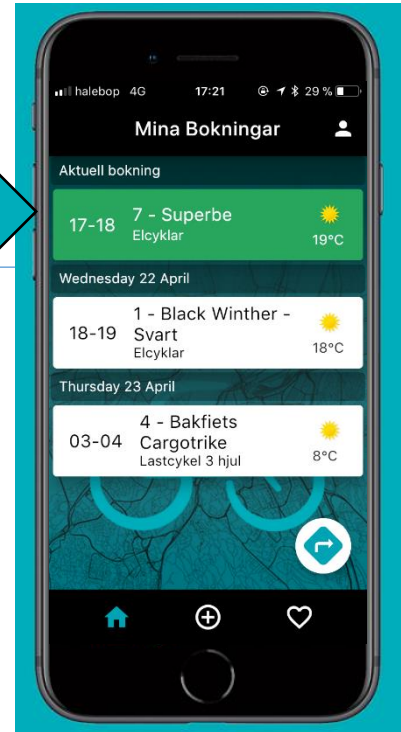 halebop 4G 17:21 29 %
Mina Bokningar
Aktuell bokning
17-18
7 - Superbe
Elcyklar
19°C
Wednesday 22 April
18-19
1 - Black Winther -
Svart
Elcyklar
18°C
Thursday 23 April
03-04
4 - Bakfiets
Cargotrike
Lastcykel 3 hjul
8°C